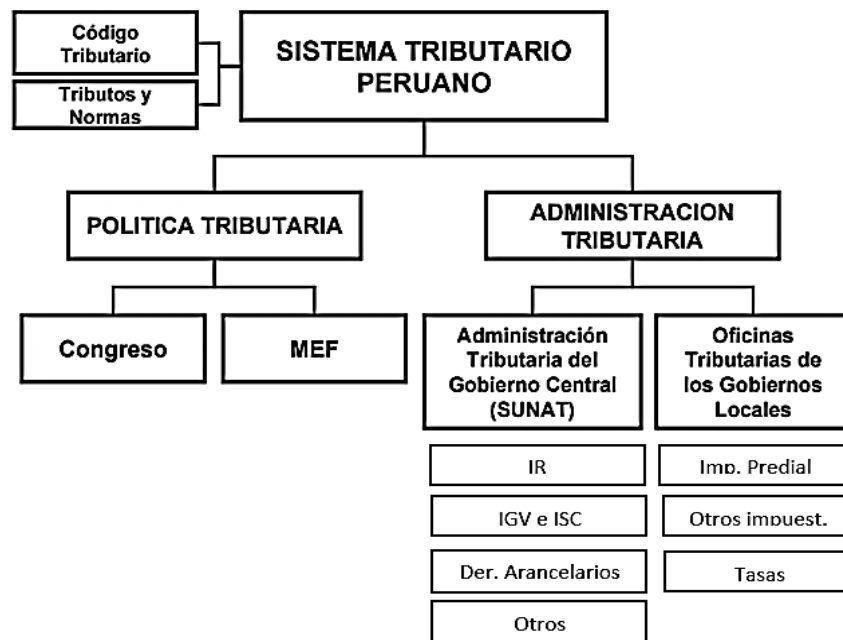 Código
Tributario
Tributos y
Normas
SISTEMA TRIBUTARIO
PERUANO
POLITICA TRIBUTARIA
ADMINISTRACION
TRIBUTARIA
Congreso
MEF
Administración
Tributaria del
Gobierno Central
(SUNAT)
Oficinas
Tributarias de
los Gobiernos
Locales
IR
IGV e ISC
Der. Arancelarios
Otros
Imp. Predial
Otros impuest.
Tasas